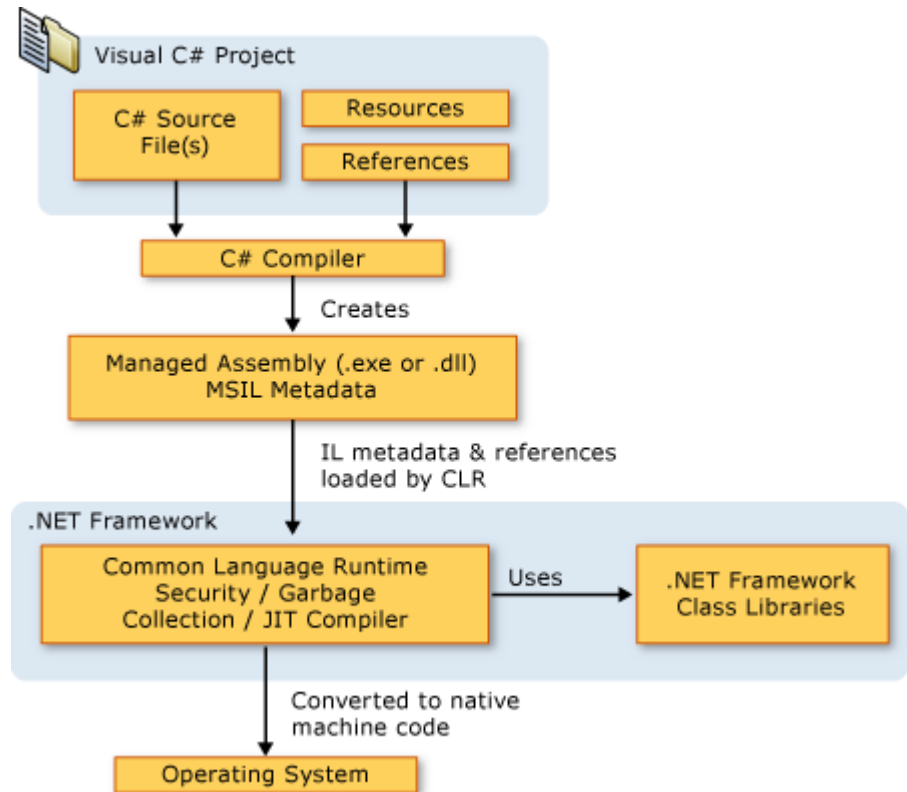 Visual C# Project
C# Source
File(s)
Resources
References
C# Compiler
Creates
Managed Assembly (.exe or .dll)
MSIL Metadata
IL metadata & references
loaded by CLR
.NET Framework
Common Language Runtime
Security / Garbage
Collection / JIT Compiler
Uses
.NET Framework
Class Libraries
Converted to native
machine code
Operating System